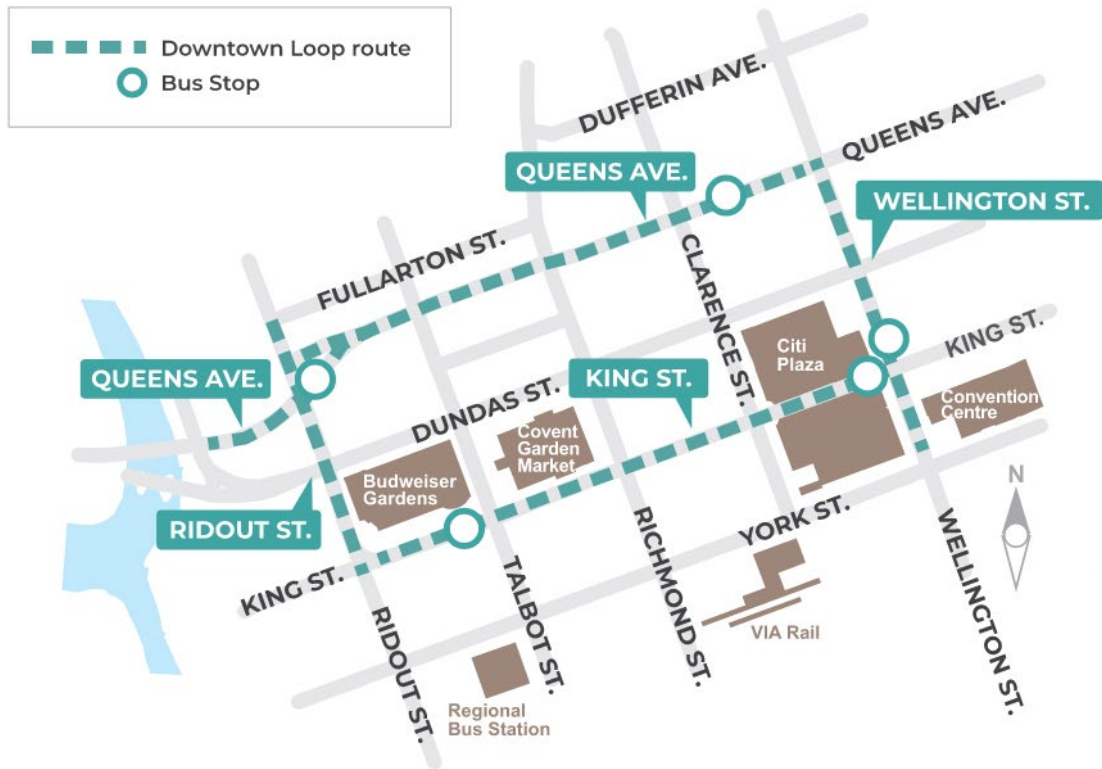 Downtown Loop route
Bus Stop
DUFFERIN AVE.
QUEENS AVE.
QUEENS AVE.
WELLINGTON ST.
FULLARTON ST.
CLARENCE ST.
KING ST.
Citi
Plaza
QUEENS AVE.
KING ST.
DUNDAS ST.
Convention
Centre
Covent
Garden
Market
Budweiser
Gardens
RIDOUT ST.
N
YORK ST.
KING ST.
TALBOT ST.
RICHMOND ST.
WELLINGTON ST.
RIDOUT ST.
VIA Rail
Regional
Bus Station